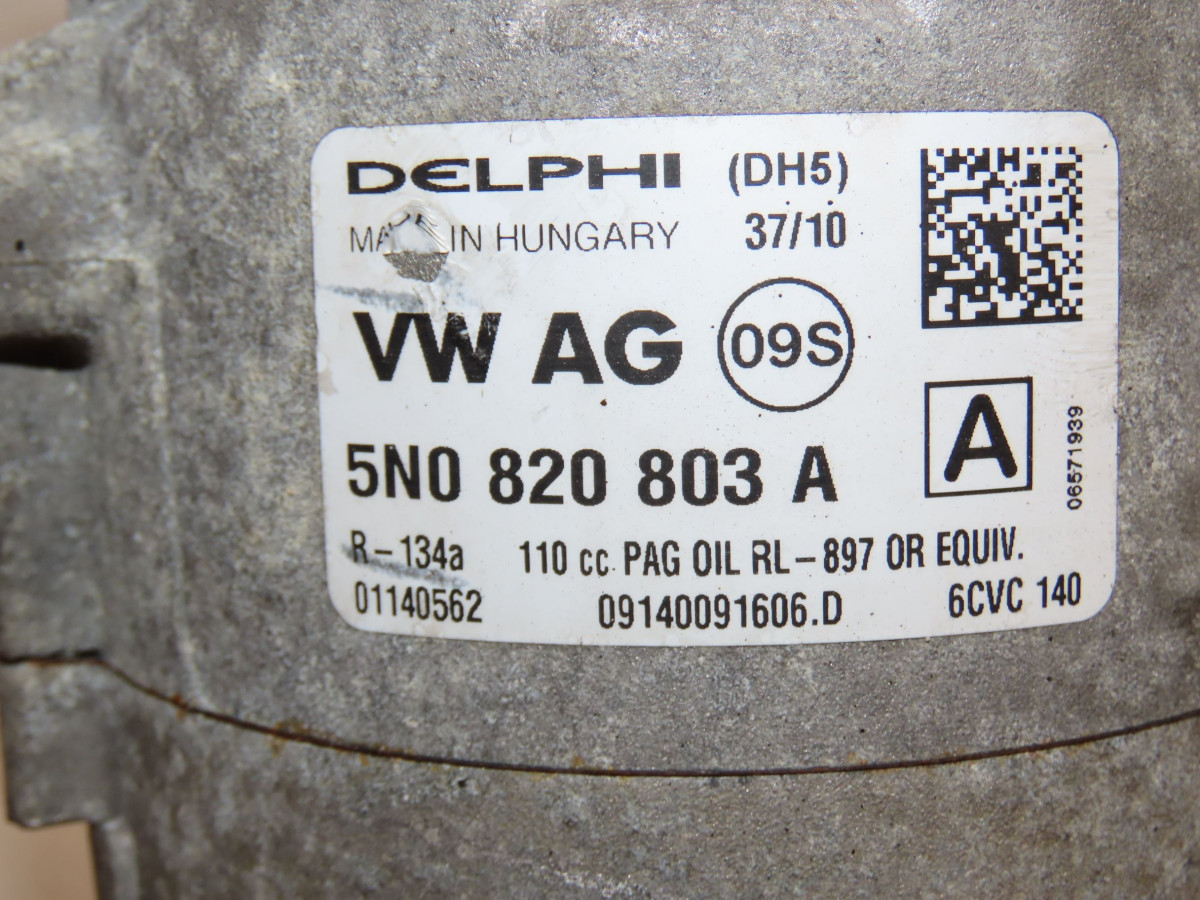 DELPHI (DH5)
IN HUNGARY 37/10
VW AG 09S
A
06571939
5N0 820 803 A
R-134a 110 cc PAG OIL RL-897 OR EQUIV.
01140562 09140091606.D 6CVC 140